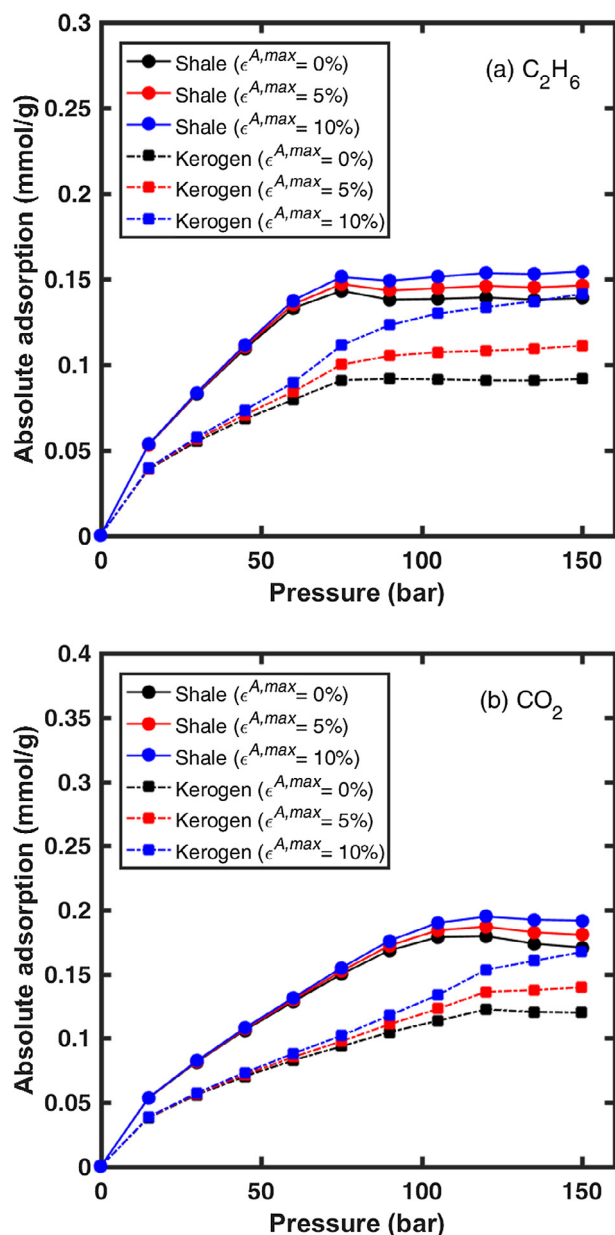 0.3
0.25
0.2
0.15
0.1
0.05
0
Absolute adsorption (mmol/g)
Shale (ϵ^A,max= 0%)
Shale (ϵ^A,max= 5%)
Shale (ϵ^A,max= 10%)
Kerogen (ϵ^A,max= 0%)
Kerogen (ϵ^A,max= 5%)
Kerogen (ϵ^A,max= 10%)
(a) C₂H₆
0 50 100 150
Pressure (bar)
0.4
0.35
0.3
0.25
0.2
0.15
0.1
0.05
0
Absolute adsorption (mmol/g)
Shale (ϵ^A,max= 0%)
Shale (ϵ^A,max= 5%)
Shale (ϵ^A,max= 10%)
Kerogen (ϵ^A,max= 0%)
Kerogen (ϵ^A,max= 5%)
Kerogen (ϵ^A,max= 10%)
(b) CO₂
0 50 100 150
Pressure (bar)